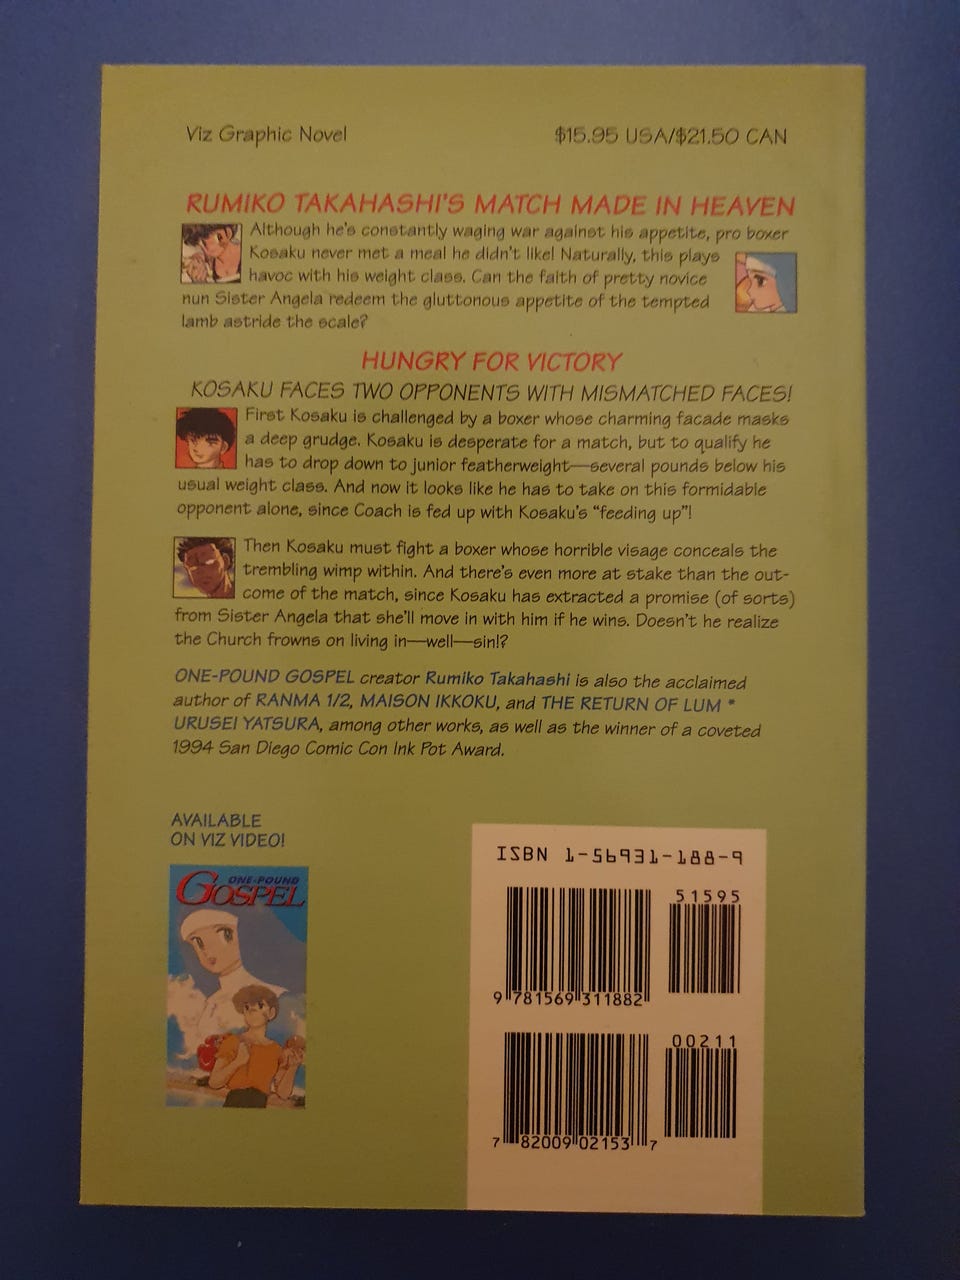 Viz Graphic Novel
$15.95 USA/$21.50 CAN
RUMIKO TAKAHASHI'S MATCH MADE IN HEAVEN
Although he's constantly waging war against his appetite, pro boxer
Kosaku never met a meal he didn't like! Naturally, this plays
havoc with his weight class. Can the faith of pretty novice
nun Sister Angela redeem the gluttonous appetite of the tempted
lamb astride the scale?
HUNGRY FOR VICTORY
KOSAKU FACES TWO OPPONENTS WITH MISMATCHED FACES!
First Kosaku is challenged by a boxer whose charming facade masks
a deep grudge. Kosaku is desperate for a match, but to qualify he
has to drop down to junior featherweight—several pounds below his
usual weight class. And now it looks like he has to take on this formidable
opponent alone, since Coach is fed up with Kosaku's "feeding up"!
Then Kosaku must fight a boxer whose horrible visage conceals the
trembling wimp within. And there's even more at stake than the out-
come of the match, since Kosaku has extracted a promise (of sorts)
from Sister Angela that she'll move in with him if he wins. Doesn't he realize
the Church frowns on living in—well—sin!?
ONE-POUND GOSPEL creator Rumiko Takahashi is also the acclaimed
author of RANMA 1/2, MAISON IKKOKU, and THE RETURN OF LUM *
URUSEI YATSURA, among other works, as well as the winner of a coveted
1994 San Diego Comic Con Ink Pot Award.
AVAILABLE
ON VIZ VIDEO!
ONE-POUND
GOSPEL
ISBN 1-56931-188-9
51595
9 781569 311882
00211
7 82009 02153 7